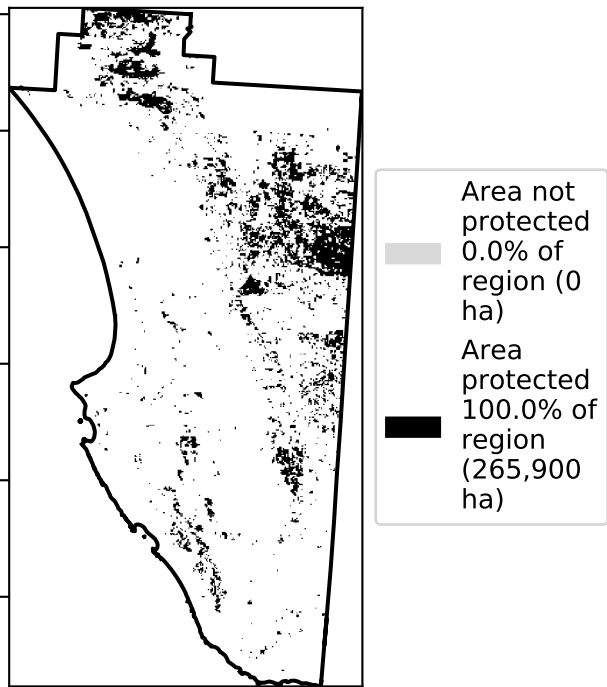 Area not
protected
0.0% of
region (0
ha)
Area
protected
100.0% of
region
(265,900
ha)